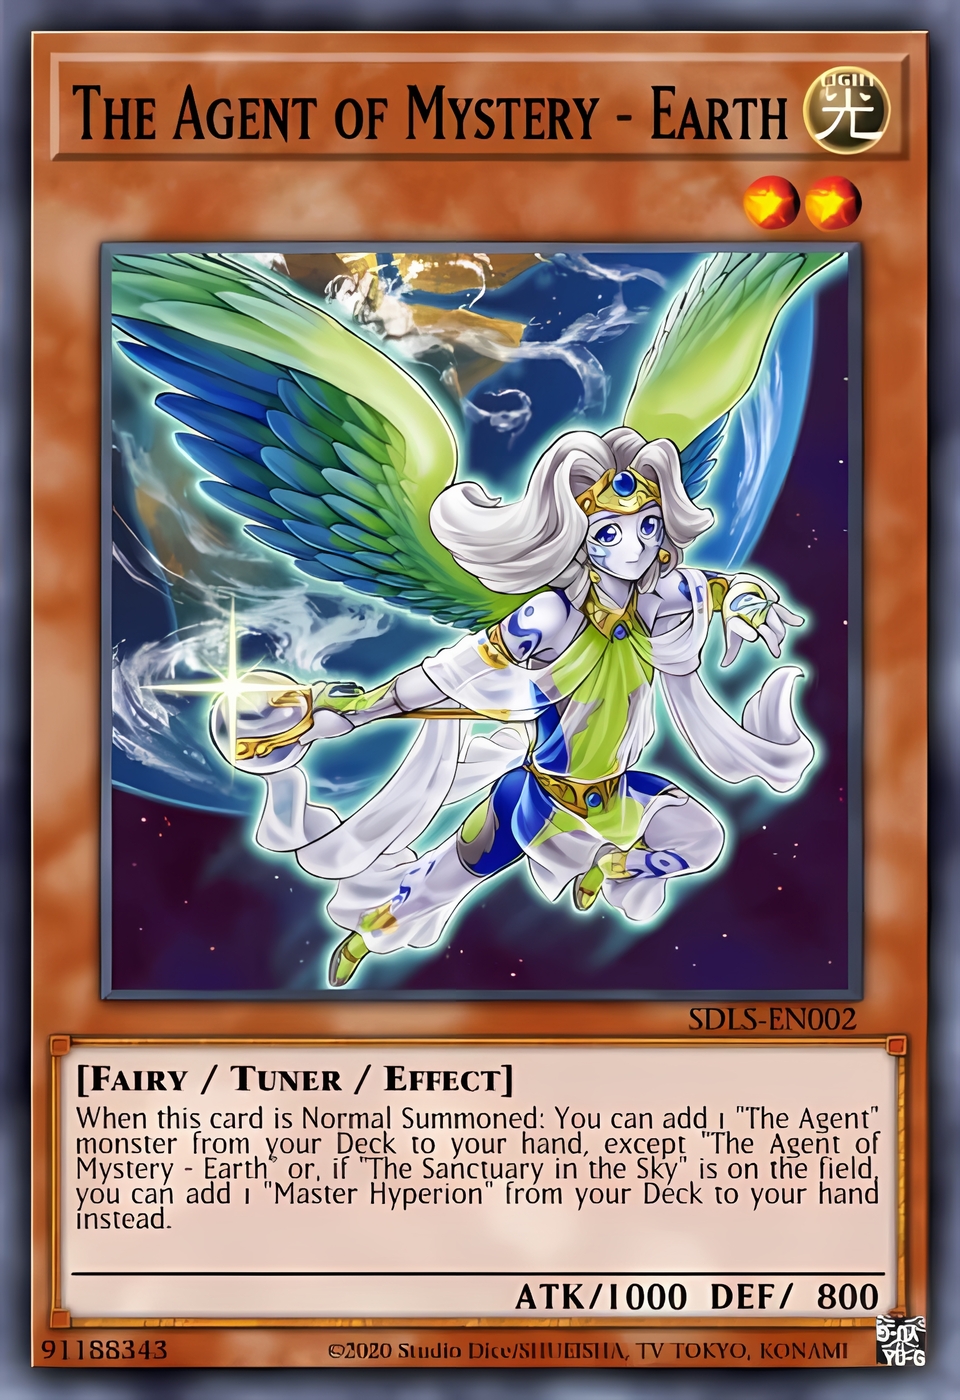 THE AGENT OF MYSTERY - EARTH
光
SDLS-EN002
[FAIRY / TUNER / EFFECT]
When this card is Normal Summoned: You can add 1 "The Agent"
monster from your Deck to your hand, except "The Agent of
Mystery - Earth" or, if "The Sanctuary in the Sky" is on the field,
you can add 1 "Master Hyperion" from your Deck to your hand
instead.
ATK/1000 DEF/ 800
91188343
©2020 Studio Dice/SHUEISHA, TV TOKYO, KONAMI